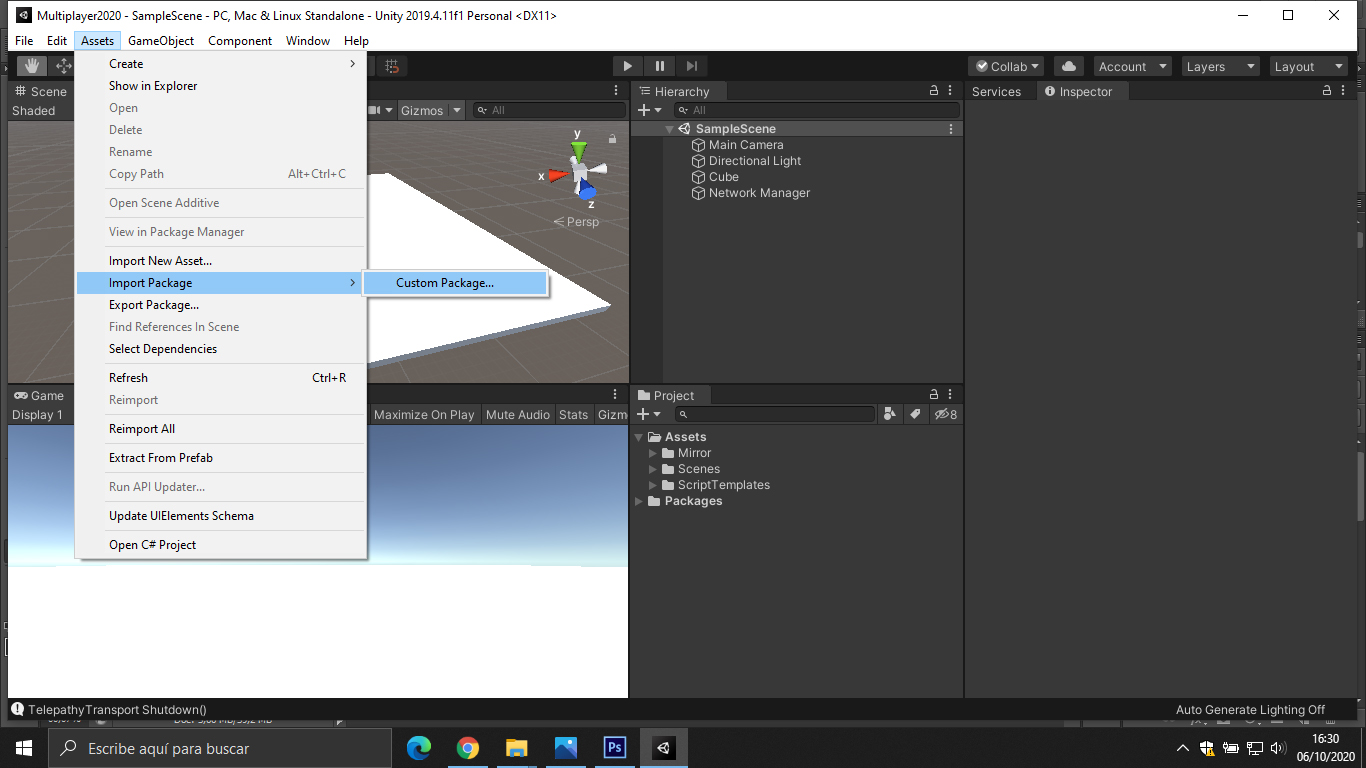 Multiplayer2020 - SampleScene - PC, Mac & Linux Standalone - Unity 2019.4.11f1 Personal <DX11>
File Edit Assets GameObject Component Window Help
Collab Account Layers Layout
Scene
Shaded
Gizmos All
y
x
z
Persp
Create
Show in Explorer
Open
Delete
Rename
Copy Path Alt+Ctrl+C
Open Scene Additive
View in Package Manager
Import New Asset...
Import Package
Custom Package...
Export Package...
Find References In Scene
Select Dependencies
Refresh Ctrl+R
Reimport
Reimport All
Extract From Prefab
Run API Updater...
Update UIElements Schema
Open C# Project
Hierarchy
All
SampleScene
Main Camera
Directional Light
Cube
Network Manager
Services Inspector
Game
Display 1 Maximize On Play Mute Audio Stats Gizm
Project
8
Assets
Mirror
Scenes
ScriptTemplates
Packages
TelepathyTransport Shutdown()
Auto Generate Lighting Off
Escribe aquí para buscar
Ps
16:30
06/10/2020